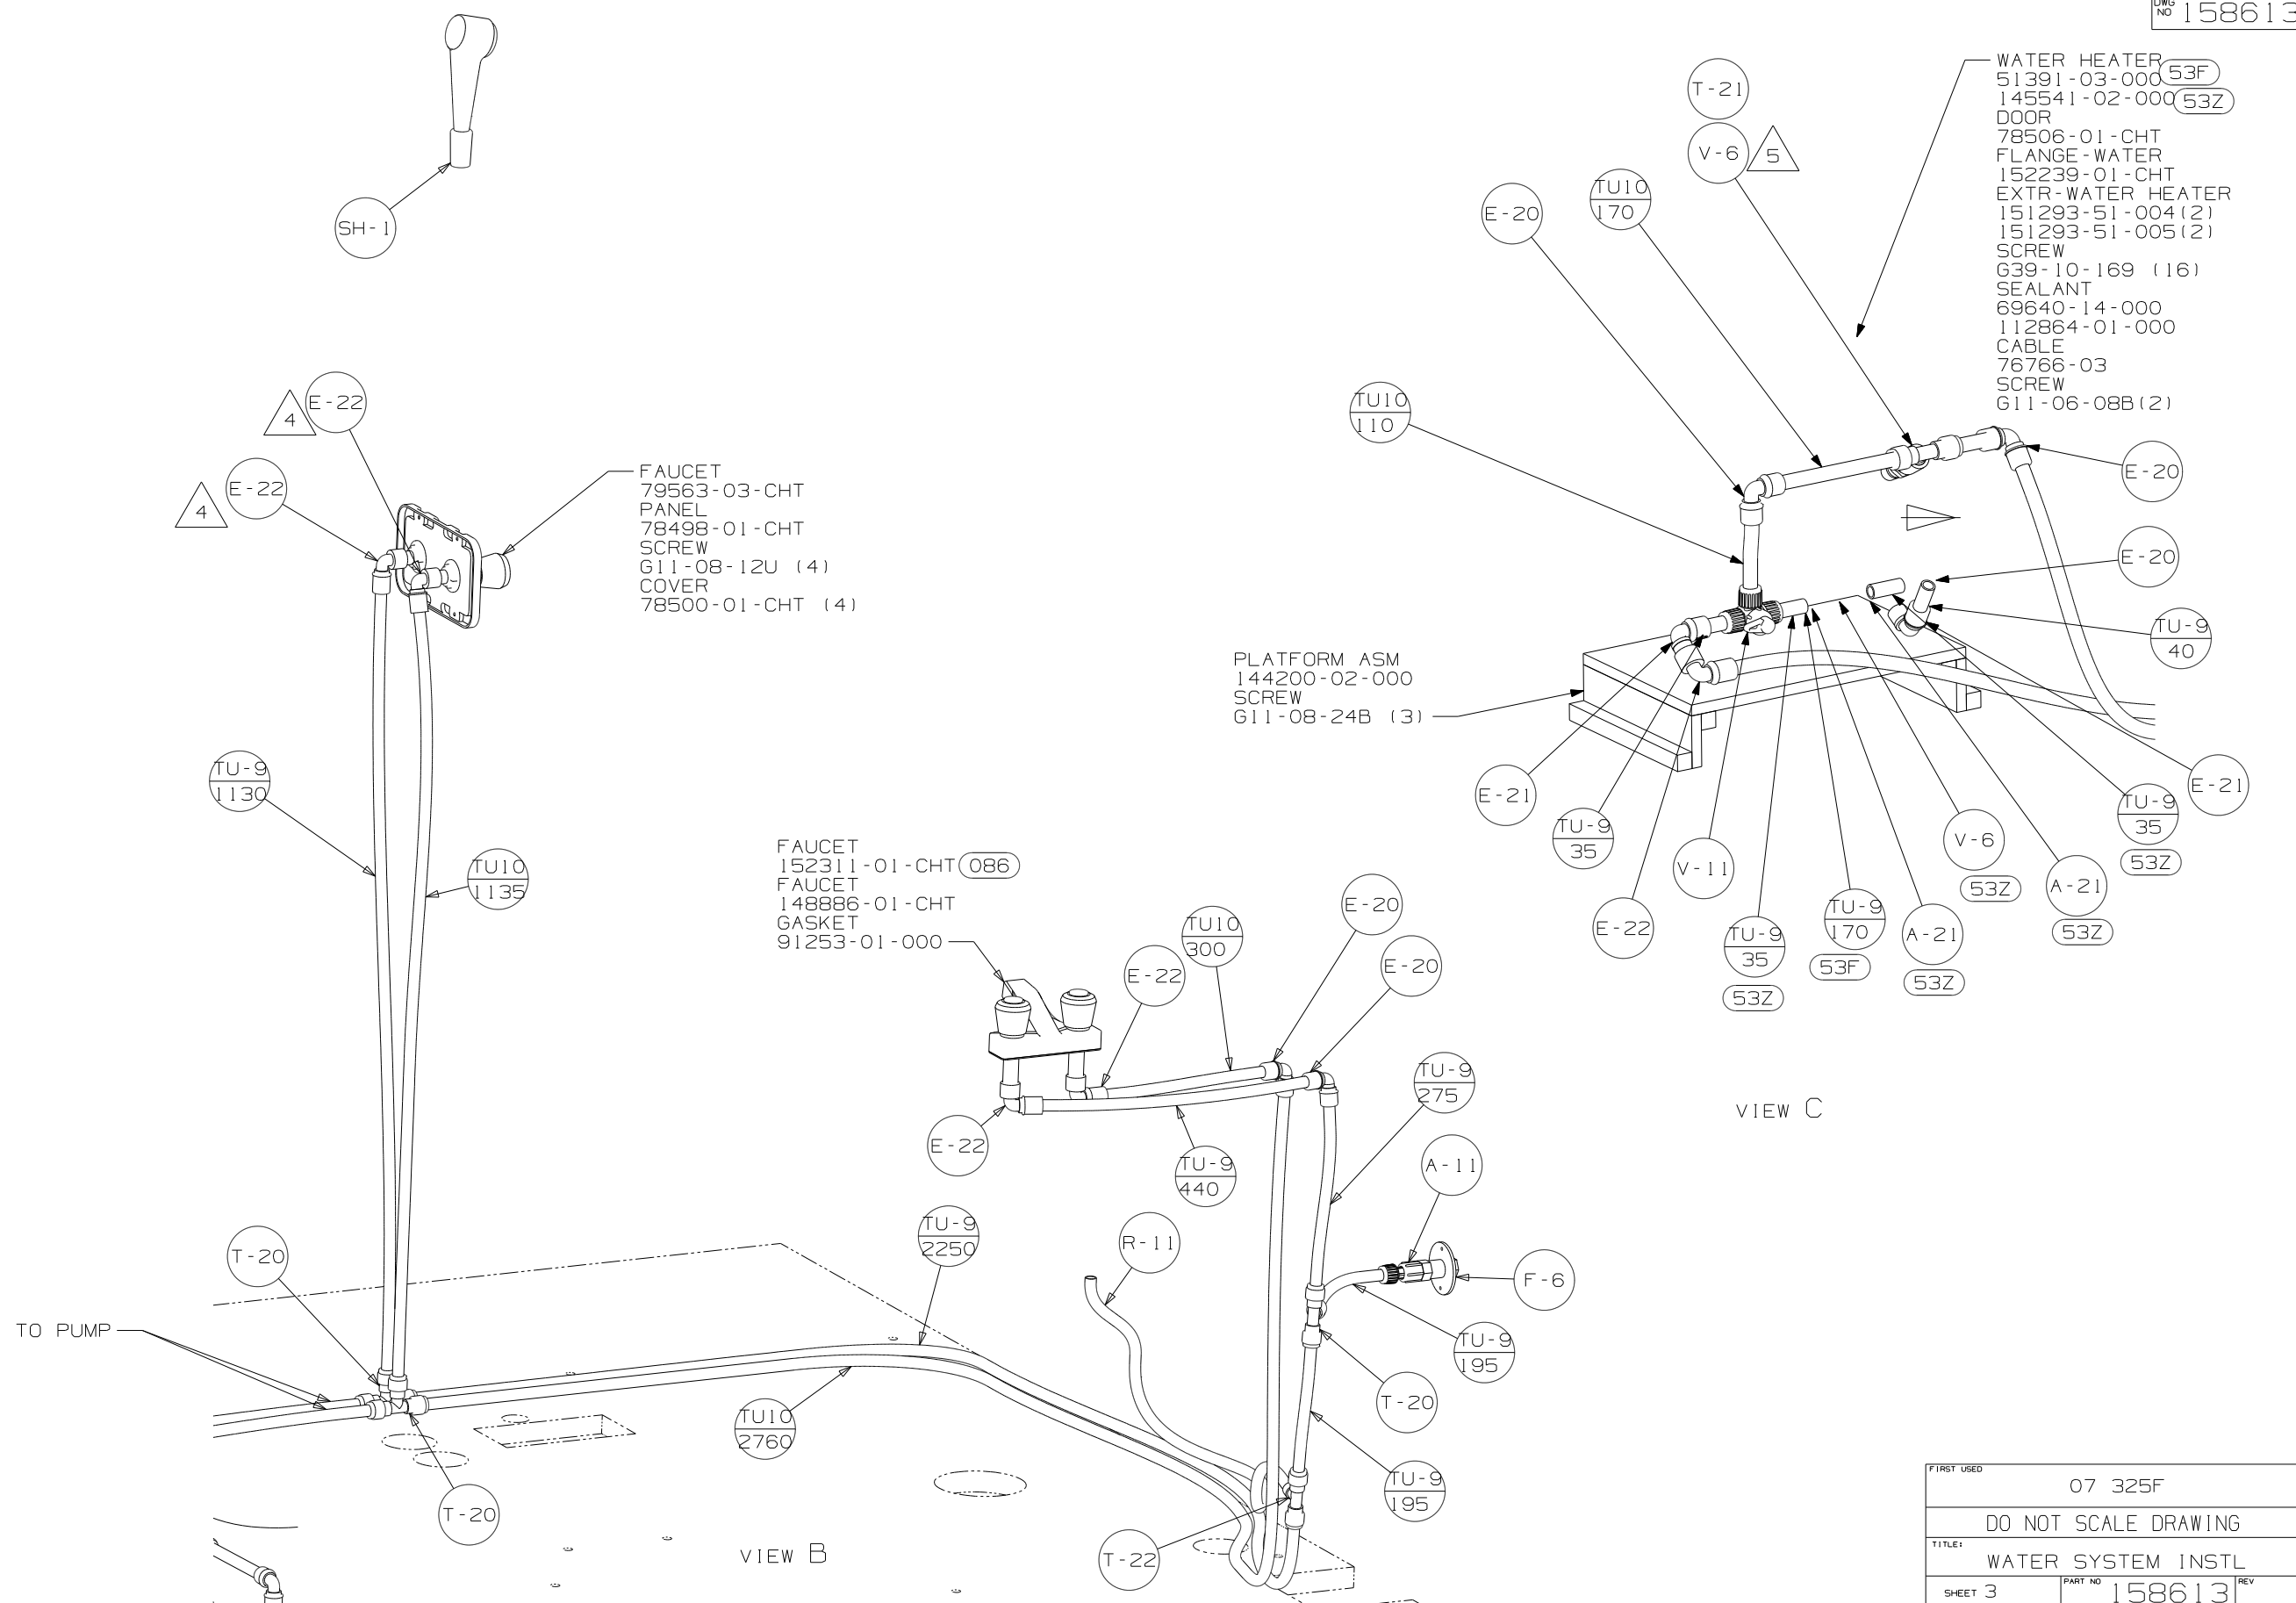 DWG
NO 158613
WATER HEATER
51391-03-000 53F
145541-02-000 53Z
DOOR
78506-01-CHT
FLANGE-WATER
152239-01-CHT
EXTR-WATER HEATER
151293-51-004(2)
151293-51-005(2)
SCREW
G39-10-169 (16)
SEALANT
69640-14-000
112864-01-000
CABLE
76766-03
SCREW
G11-06-08B(2)
T-21
V-6 5
TU10
170
E-20
SH-1
TU10
110
E-22
4
E-22
4
FAUCET
79563-03-CHT
PANEL
78498-01-CHT
SCREW
G11-08-12U (4)
COVER
78500-01-CHT (4)
E-20
E-20
TU-9
40
PLATFORM ASM
144200-02-000
SCREW
G11-08-24B (3)
TU-9
1130
TU10
1135
E-21
TU-9
35
V-11
E-22
TU-9
35
53Z
TU-9
170
53F
A-21
53Z
V-6
53Z
A-21
53Z
TU-9
35
53Z
E-21
FAUCET
152311-01-CHT 086
FAUCET
148886-01-CHT
GASKET
91253-01-000
TU10
300
E-20
E-22
E-20
TU-9
275
VIEW C
E-22
TU-9
440
A-11
TU-9
2250
R-11
T-20
F-6
TO PUMP
TU-9
195
T-20
TU10
2760
TU-9
195
T-20
VIEW B
T-22
FIRST USED
07 325F
DO NOT SCALE DRAWING
TITLE:
WATER SYSTEM INSTL
SHEET 3
PART NO 158613 REV